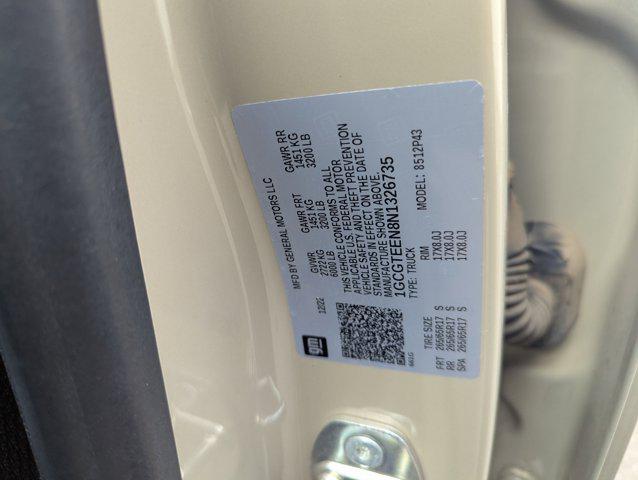 MFD BY GENERAL MOTORS LLC
12/22 GVWR GAWR FRT GAWR RR
2722 KG 1451 KG 1451 KG
6000 LB 3200 LB 3200 LB
THIS VEHICLE CONFORMS TO ALL
APPLICABLE U.S. FEDERAL MOTOR
VEHICLE SAFETY AND THEFT PREVENTION
STANDARDS IN EFFECT ON THE DATE OF
MANUFACTURE SHOWN ABOVE.
1GCGTEEN8N1326735
TYPE: TRUCK MODEL: 8512P43
gm
TIRE SIZE RIM
FRT 265/65R17 S 17X8.0J
RR 265/65R17 S 17X8.0J
SPA 265/65R17 S 17X8.0J